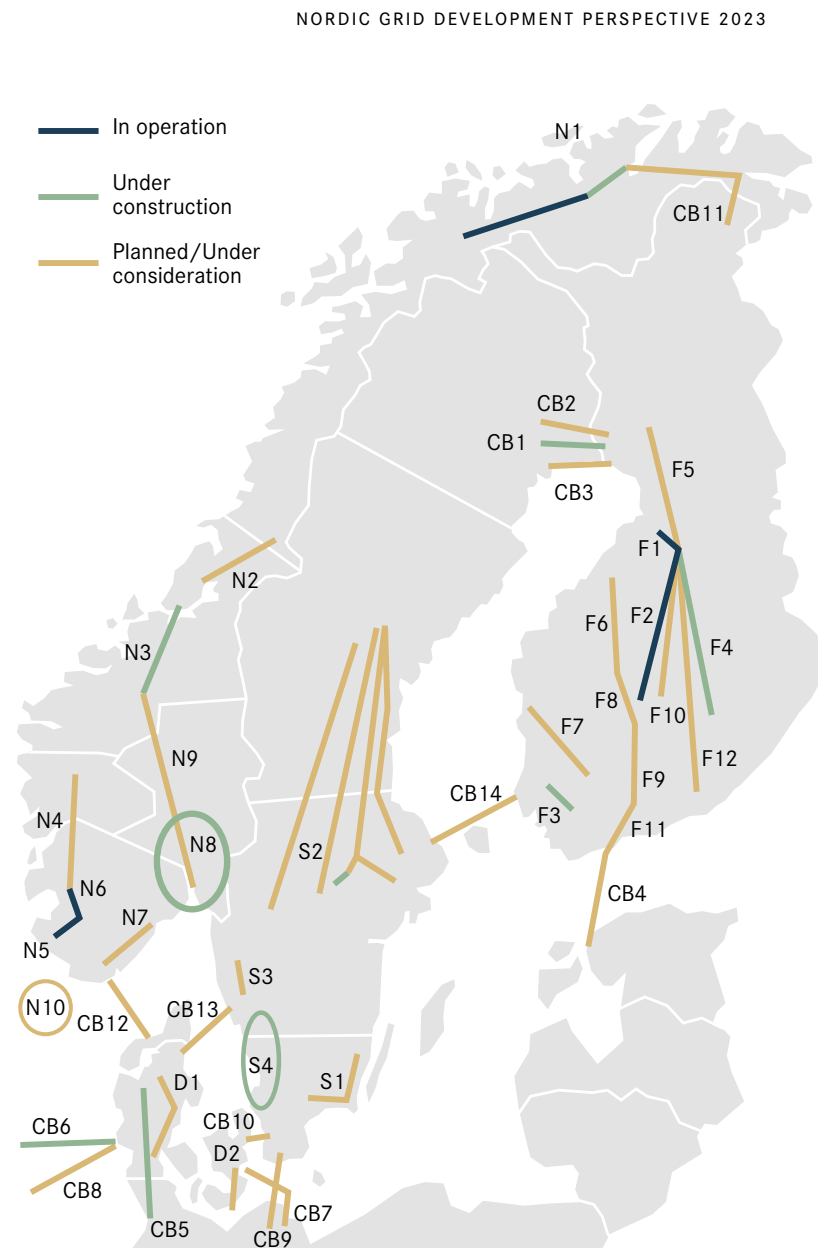 NORDIC GRID DEVELOPMENT PERSPECTIVE 2023
In operation
Under
construction
Planned/Under
consideration
N1
CB11
CB2
CB1
CB3
F5
F1
N2
F6
F2
F4
N3
F8
F10
F7
N9
F12
F9
CB14
F3
N4
N8
S2
F11
N6
CB4
N7
N5
S3
N10
CB13
CB12
S4
D1
S1
CB10
CB6
D2
CB8
CB7
CB5
CB9